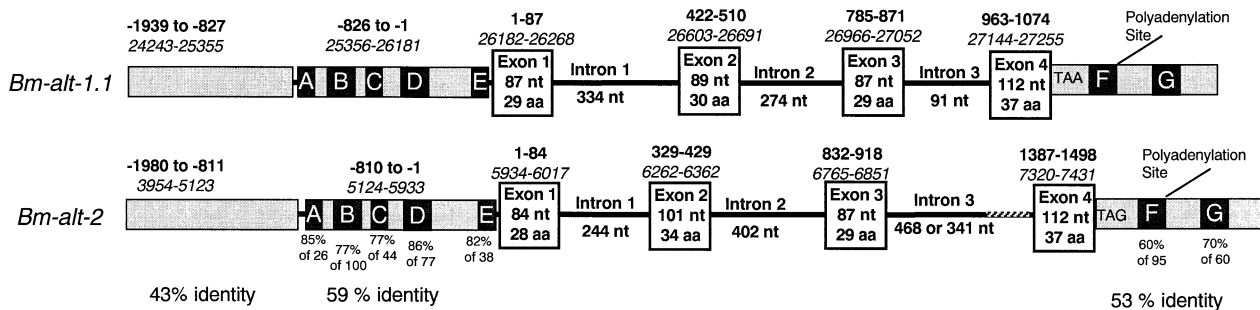 -1939 to -827
24243-25355
-826 to -1
25356-26181
1-87
26182-26268
422-510
26603-26691
785-871
26966-27052
963-1074
27144-27255
Polyadenylation
Site
Bm-alt-1.1
A B C D E
Exon 1
87 nt
29 aa
Intron 1
334 nt
Exon 2
89 nt
30 aa
Intron 2
274 nt
Exon 3
87 nt
29 aa
Intron 3
91 nt
Exon 4
112 nt
37 aa
TAA F G
-1980 to -811
3954-5123
-810 to -1
5124-5933
1-84
5934-6017
329-429
6262-6362
832-918
6765-6851
1387-1498
7320-7431
Polyadenylation
Site
Bm-alt-2
A B C D E
Exon 1
84 nt
28 aa
Intron 1
244 nt
Exon 2
101 nt
34 aa
Intron 2
402 nt
Exon 3
87 nt
29 aa
Intron 3
468 or 341 nt
Exon 4
112 nt
37 aa
TAG F G
85%
of 26
77%
of 100
77%
of 44
86%
of 77
82%
of 38
60%
of 95
70%
of 60
43% identity
59 % identity
53 % identity